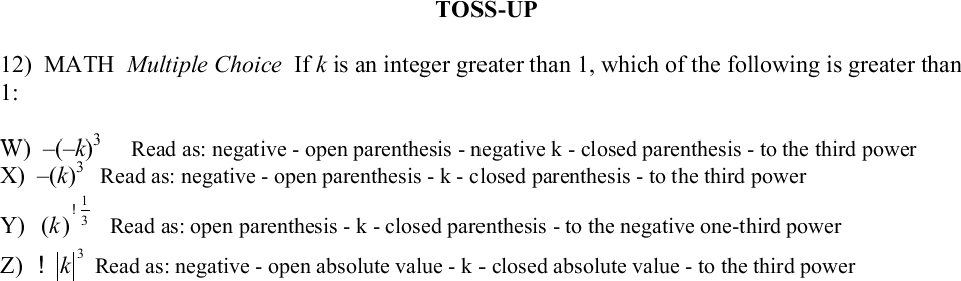 TOSS-UP
12) MATH Multiple Choice If k is an integer greater than 1, which of the following is greater than
1:
W) –(–k)³ Read as: negative - open parenthesis - negative k - closed parenthesis - to the third power
X) –(k)³ Read as: negative - open parenthesis - k - closed parenthesis - to the third power
Y) (k)^{! 1/3} Read as: open parenthesis - k - closed parenthesis - to the negative one-third power
Z) ! |k|³ Read as: negative - open absolute value - k - closed absolute value - to the third power